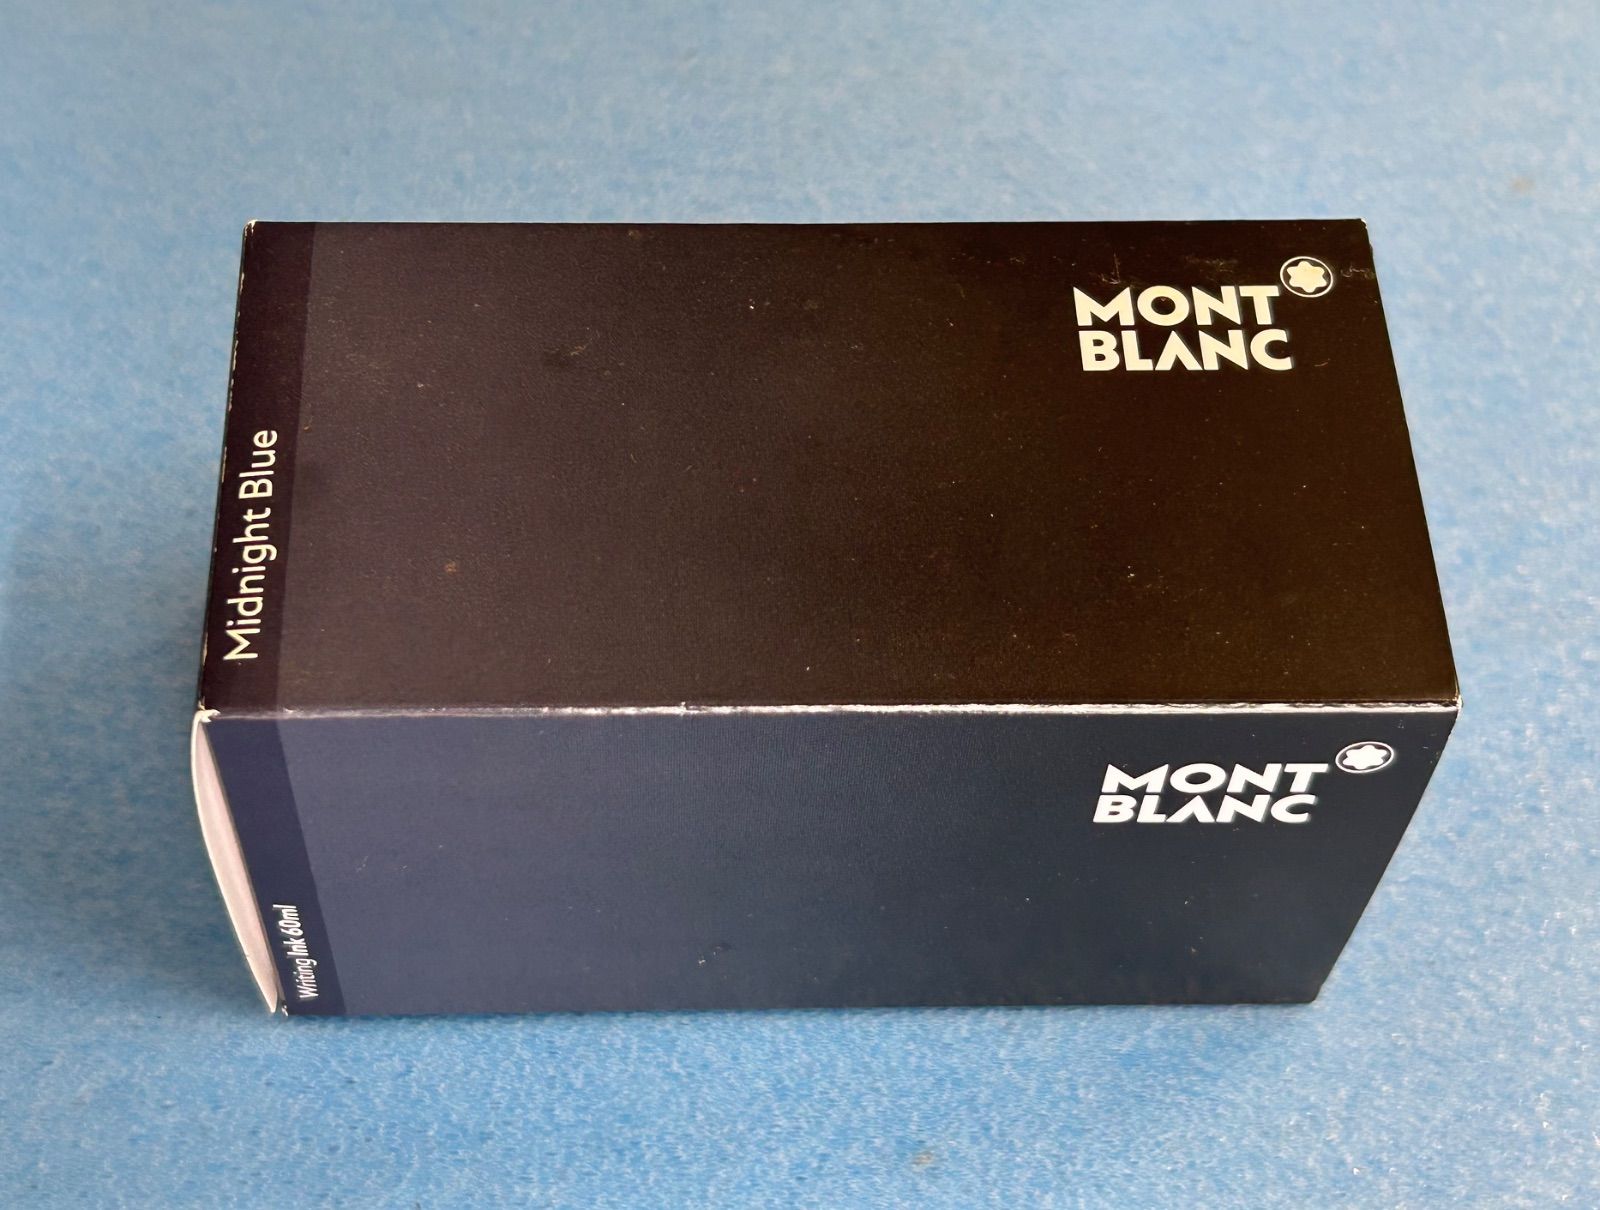 MONT
BLANC
Midnight Blue
MONT
BLANC
Writing Ink 60ml